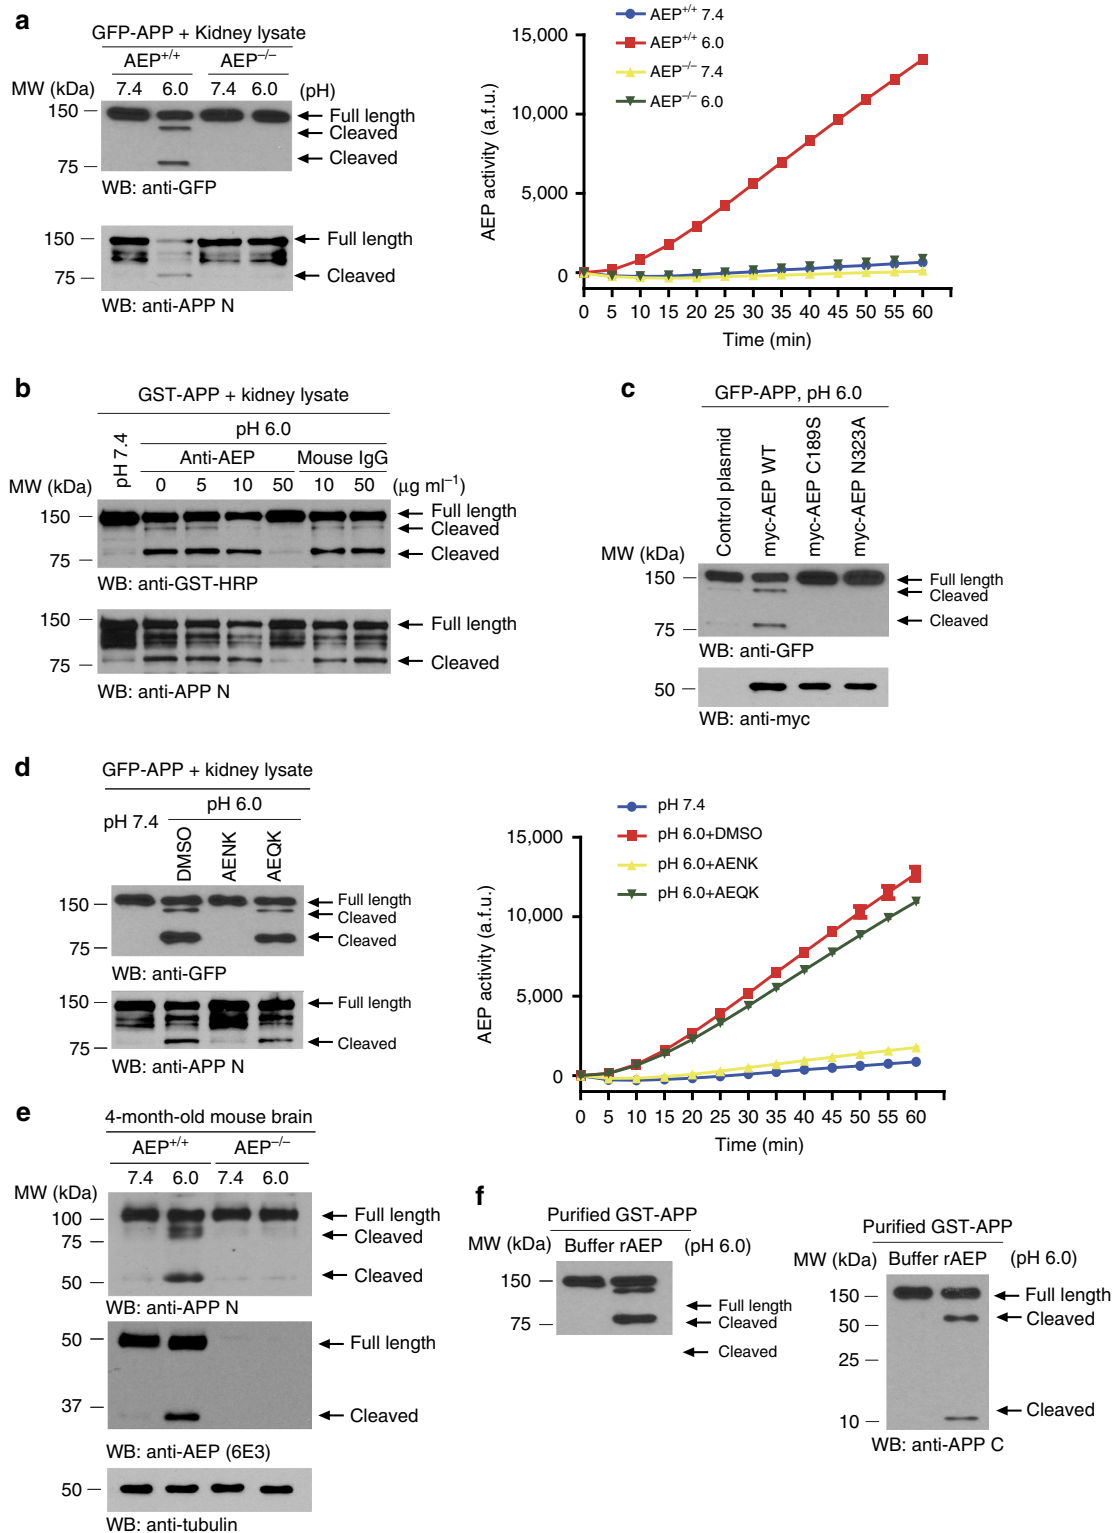 a
GFP-APP + Kidney lysate
AEP+/+ AEP−/−
MW (kDa) 7.4 6.0 7.4 6.0 (pH)
150 Full length
Cleaved
75 Cleaved
WB: anti-GFP
150 Full length
75 Cleaved
WB: anti-APP N
AEP+/+ 7.4
AEP+/+ 6.0
AEP−/− 7.4
AEP−/− 6.0
AEP activity (a.f.u.)
15,000
10,000
5,000
0
0 5 10 15 20 25 30 35 40 45 50 55 60
Time (min)
b
GST-APP + kidney lysate
pH 7.4
pH 6.0
Anti-AEP Mouse IgG
MW (kDa) 0 5 10 50 10 50 (μg ml−1)
150 Full length
Cleaved
75 Cleaved
WB: anti-GST-HRP
150 Full length
75 Cleaved
WB: anti-APP N
c
GFP-APP, pH 6.0
Control plasmid
myc-AEP WT
myc-AEP C189S
myc-AEP N323A
MW (kDa)
150 Full length
Cleaved
75 Cleaved
WB: anti-GFP
50
WB: anti-myc
d
GFP-APP + kidney lysate
pH 6.0
pH 7.4
DMSO
AENK
AEQK
150 Full length
Cleaved
75 Cleaved
WB: anti-GFP
150 Full length
75 Cleaved
WB: anti-APP N
pH 7.4
pH 6.0+DMSO
pH 6.0+AENK
pH 6.0+AEQK
AEP activity (a.f.u.)
15,000
10,000
5,000
0
0 5 10 15 20 25 30 35 40 45 50 55 60
Time (min)
e
4-month-old mouse brain
AEP+/+ AEP−/−
7.4 6.0 7.4 6.0
MW (kDa)
100 Full length
75 Cleaved
50 Cleaved
WB: anti-APP N
50 Full length
37 Cleaved
WB: anti-AEP (6E3)
50
WB: anti-tubulin
f
Purified GST-APP
MW (kDa) Buffer rAEP (pH 6.0)
150
Full length
75 Cleaved
Cleaved
Purified GST-APP
MW (kDa) Buffer rAEP (pH 6.0)
150 Full length
50 Cleaved
25
10 Cleaved
WB: anti-APP C